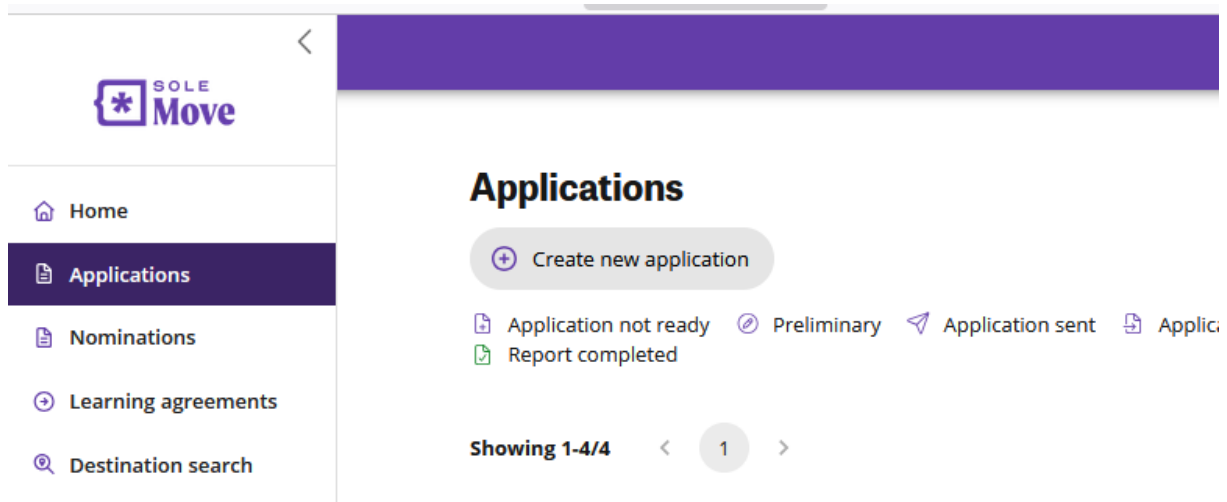 SOLE
Move
Home
Applications
Nominations
Learning agreements
Destination search
Applications
Create new application
Application not ready Preliminary Application sent Applica
Report completed
Showing 1-4/4 1